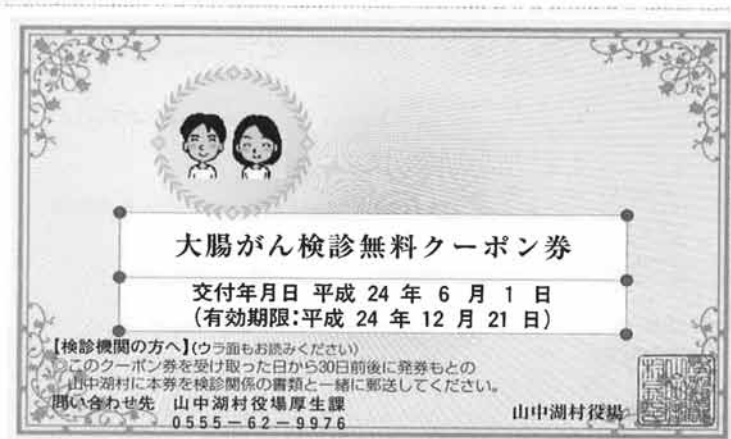 大腸がん検診無料クーポン券
交付年月日 平成 24 年 6 月 1 日
(有効期限:平成 24 年 12 月 21 日)
【検診機関の方へ】(ウラ面もお読みください)
◎このクーポン券を受け取った日から30日前後に発券もとの
山中湖村に本券を検診関係の書類と一緒に郵送してください。
問い合わせ先 山中湖村役場厚生課
0555-62-9976
山中湖村役場